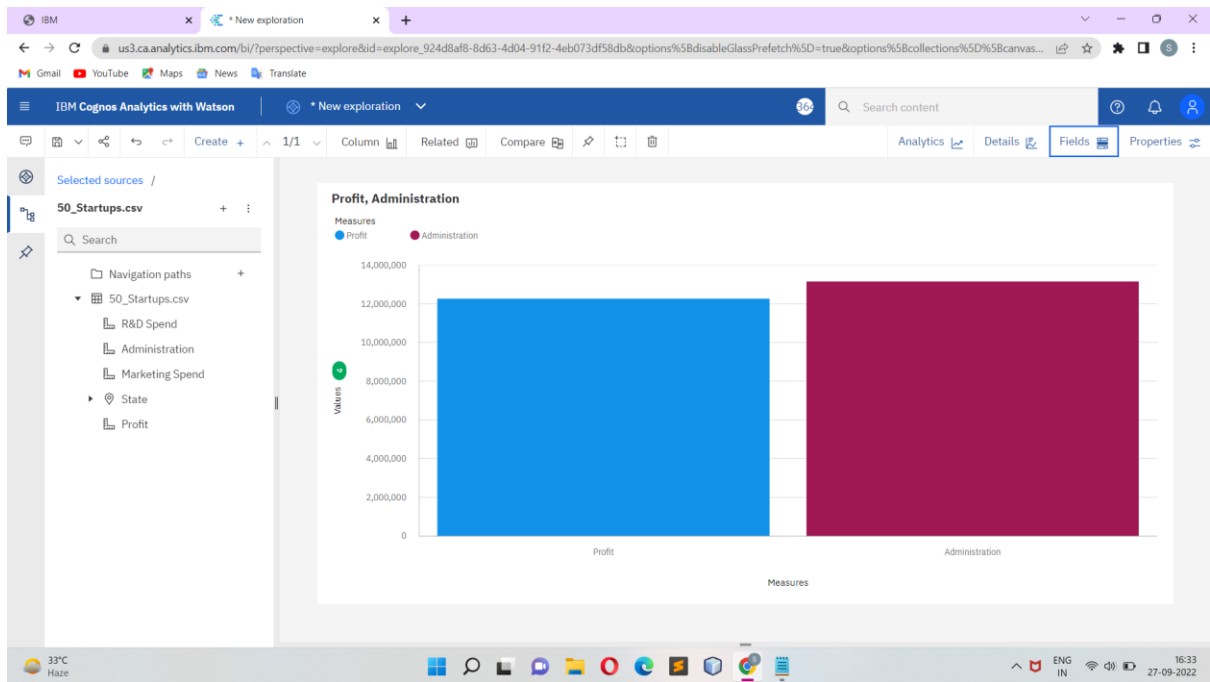 IBM
* New exploration
us3.ca.analytics.ibm.com/bi/?perspective=explore&id=explore_924d8af8-8d63-4d04-91f2-4eb073df58db&options%5BdisableGlassPrefetch%5D=true&options%5Bcollections%5D%5Bcanvas...
S
Gmail YouTube Maps News Translate
IBM Cognos Analytics with Watson * New exploration Search content
Create + 1/1 Column Related Compare Analytics Details Fields Properties
Selected sources /
50_Startups.csv
Search
Navigation paths
50_Startups.csv
R&D Spend
Administration
Marketing Spend
State
Profit
Profit, Administration
Measures
Profit Administration
14,000,000
12,000,000
10,000,000
8,000,000
6,000,000
4,000,000
2,000,000
0
Values
Profit Administration
Measures
33°C
Haze
ENG
IN
16:33
27-09-2022